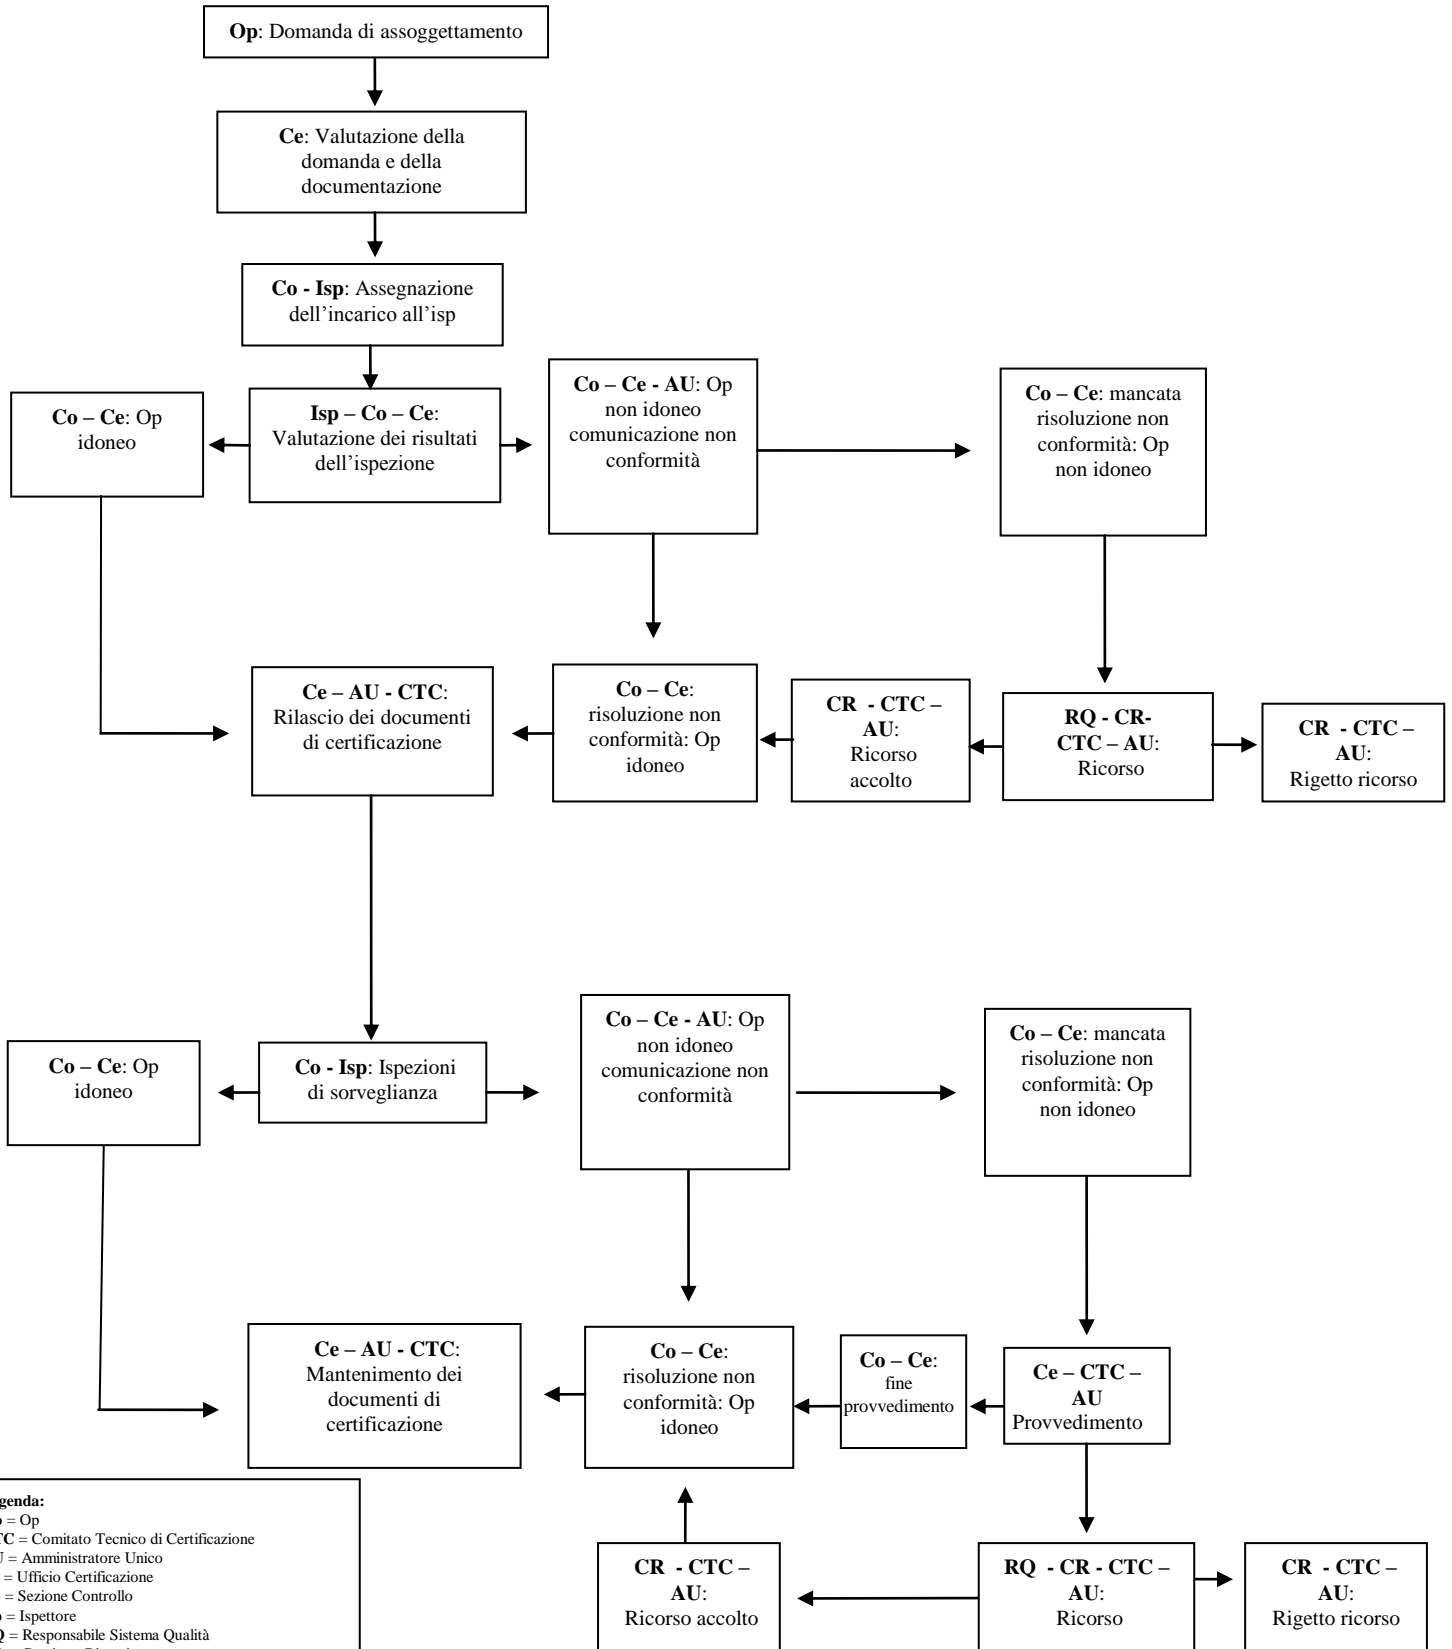 Op: Domanda di assoggettamento
Ce: Valutazione della
domanda e della
documentazione
Co - Isp: Assegnazione
dell’incarico all’isp
Co – Ce: Op
idoneo
Isp – Co – Ce:
Valutazione dei risultati
dell’ispezione
Co – Ce - AU: Op
non idoneo
comunicazione non
conformità
Co – Ce: mancata
risoluzione non
conformità: Op
non idoneo
Ce – AU - CTC:
Rilascio dei documenti
di certificazione
Co – Ce:
risoluzione non
conformità: Op
idoneo
CR - CTC –
AU:
Ricorso
accolto
RQ - CR-
CTC – AU:
Ricorso
CR - CTC –
AU:
Rigetto ricorso
Co – Ce: Op
idoneo
Co - Isp: Ispezioni
di sorveglianza
Co – Ce - AU: Op
non idoneo
comunicazione non
conformità
Co – Ce: mancata
risoluzione non
conformità: Op
non idoneo
Ce – AU - CTC:
Mantenimento dei
documenti di
certificazione
Co – Ce:
risoluzione non
conformità: Op
idoneo
Co – Ce:
fine
provvedimento
Ce – CTC –
AU
Provvedimento
CR - CTC –
AU:
Ricorso accolto
RQ - CR - CTC –
AU:
Ricorso
CR - CTC –
AU:
Rigetto ricorso
genda:
= Op
TC = Comitato Tecnico di Certificazione
U = Amministratore Unico
= Ufficio Certificazione
= Sezione Controllo
= Ispettore
Q = Responsabile Sistema Qualità